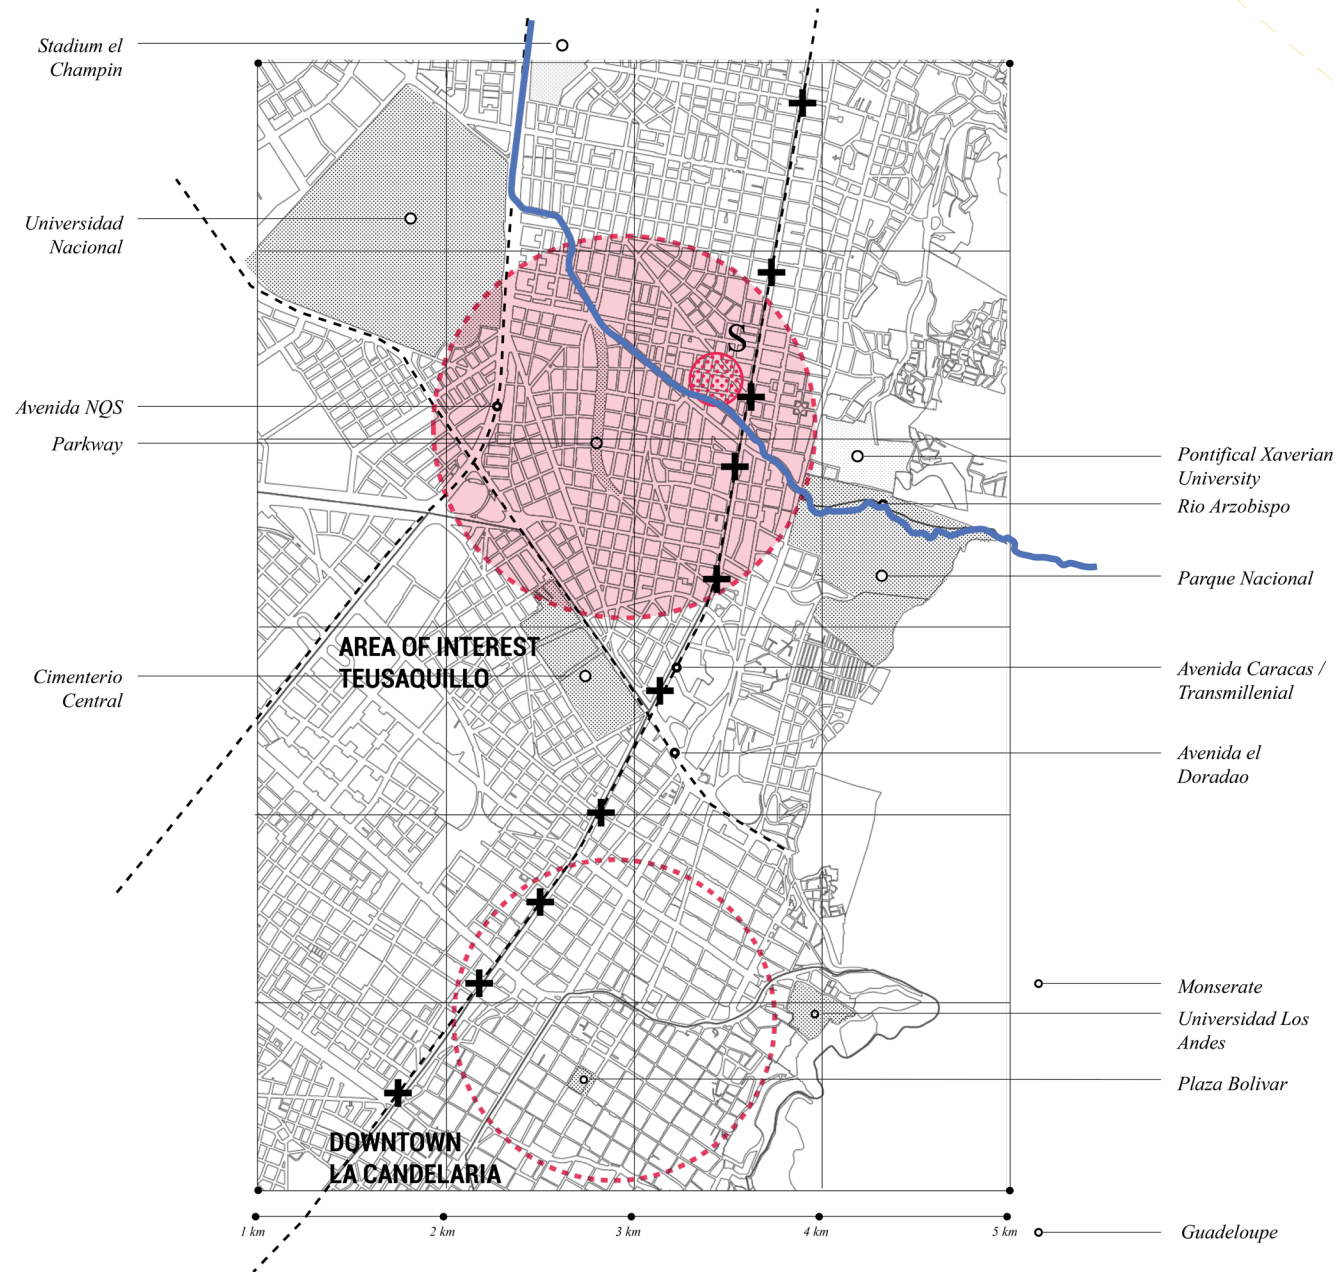 Stadium el
Champin
Universidad
Nacional
Avenida NQS
Parkway
Cimenterio
Central
S
AREA OF INTEREST
TEUSAQUILLO
DOWNTOWN
LA CANDELARIA
Pontifical Xaverian
University
Rio Arzobispo
Parque Nacional
Avenida Caracas /
Transmillenial
Avenida el
Doradao
Monserate
Universidad Los
Andes
Plaza Bolivar
Guadeloupe
1 km
2 km
3 km
4 km
5 km